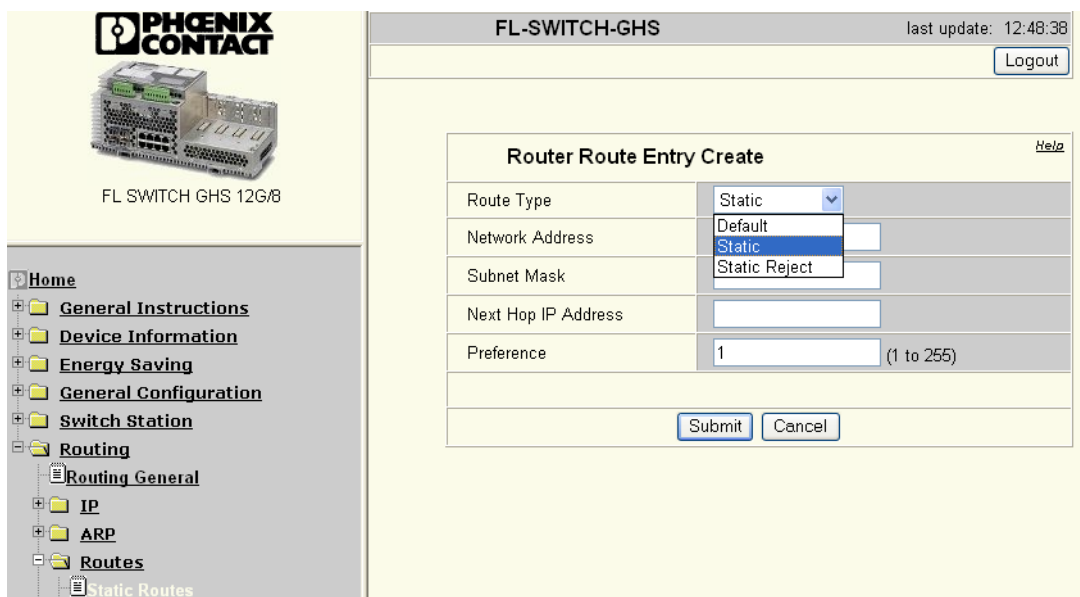 PHŒNIX
CONTACT
FL SWITCH GHS 12G/8
Home
General Instructions
Device Information
Energy Saving
General Configuration
Switch Station
Routing
Routing General
IP
ARP
Routes
Static Routes
FL-SWITCH-GHS last update: 12:48:38
Logout
Router Route Entry Create Help
Route Type Static
Default
Network Address
Static
Subnet Mask Static Reject
Next Hop IP Address
Preference 1 (1 to 255)
Submit Cancel